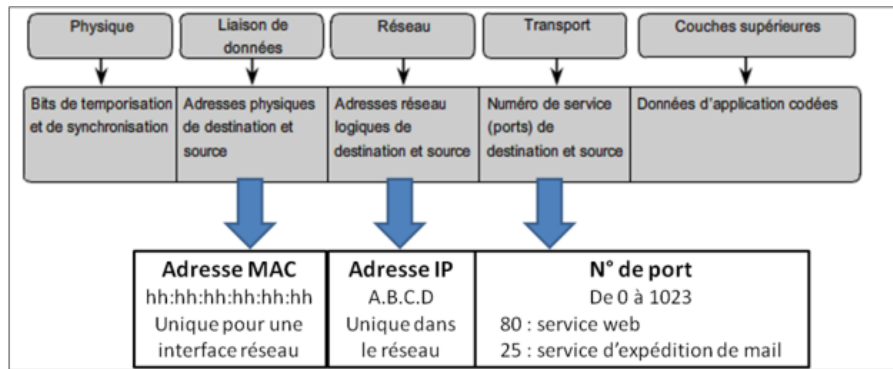 Physique
Liaison de
données
Réseau
Transport
Couches supérieures
Bits de temporisation
et de synchronisation
Adresses physiques
de destination et
source
Adresses réseau
logiques de
destination et source
Numéro de service
(ports) de
destination et source
Données d'application codées
Adresse MAC
hh:hh:hh:hh:hh:hh
Unique pour une
interface réseau
Adresse IP
A.B.C.D
Unique dans
le réseau
N° de port
De 0 à 1023
80 : service web
25 : service d'expédition de mail